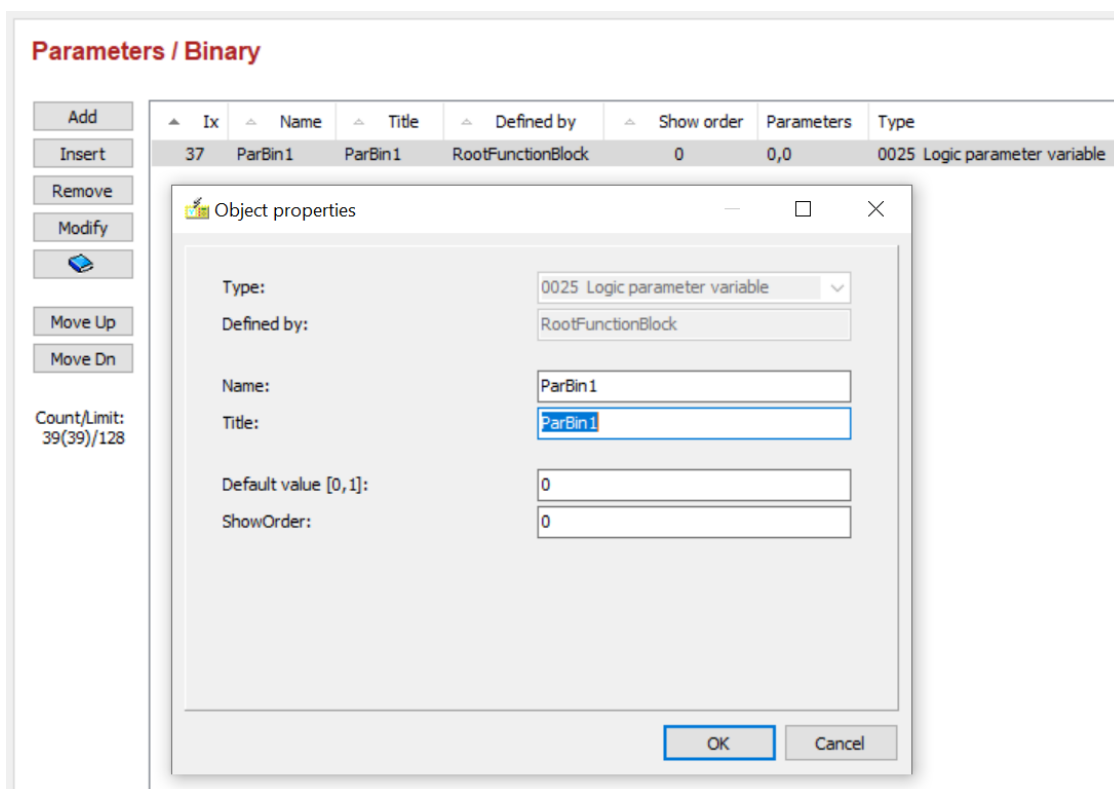 Parameters / Binary
Add
Insert
Remove
Modify
Move Up
Move Dn
Count/Limit:
39(39)/128
Ix Name Title Defined by Show order Parameters Type
37 ParBin1 ParBin1 RootFunctionBlock 0 0,0 0025 Logic parameter variable
Object properties
Type: 0025 Logic parameter variable
Defined by: RootFunctionBlock
Name: ParBin1
Title: ParBin1
Default value [0,1]: 0
ShowOrder: 0
OK Cancel